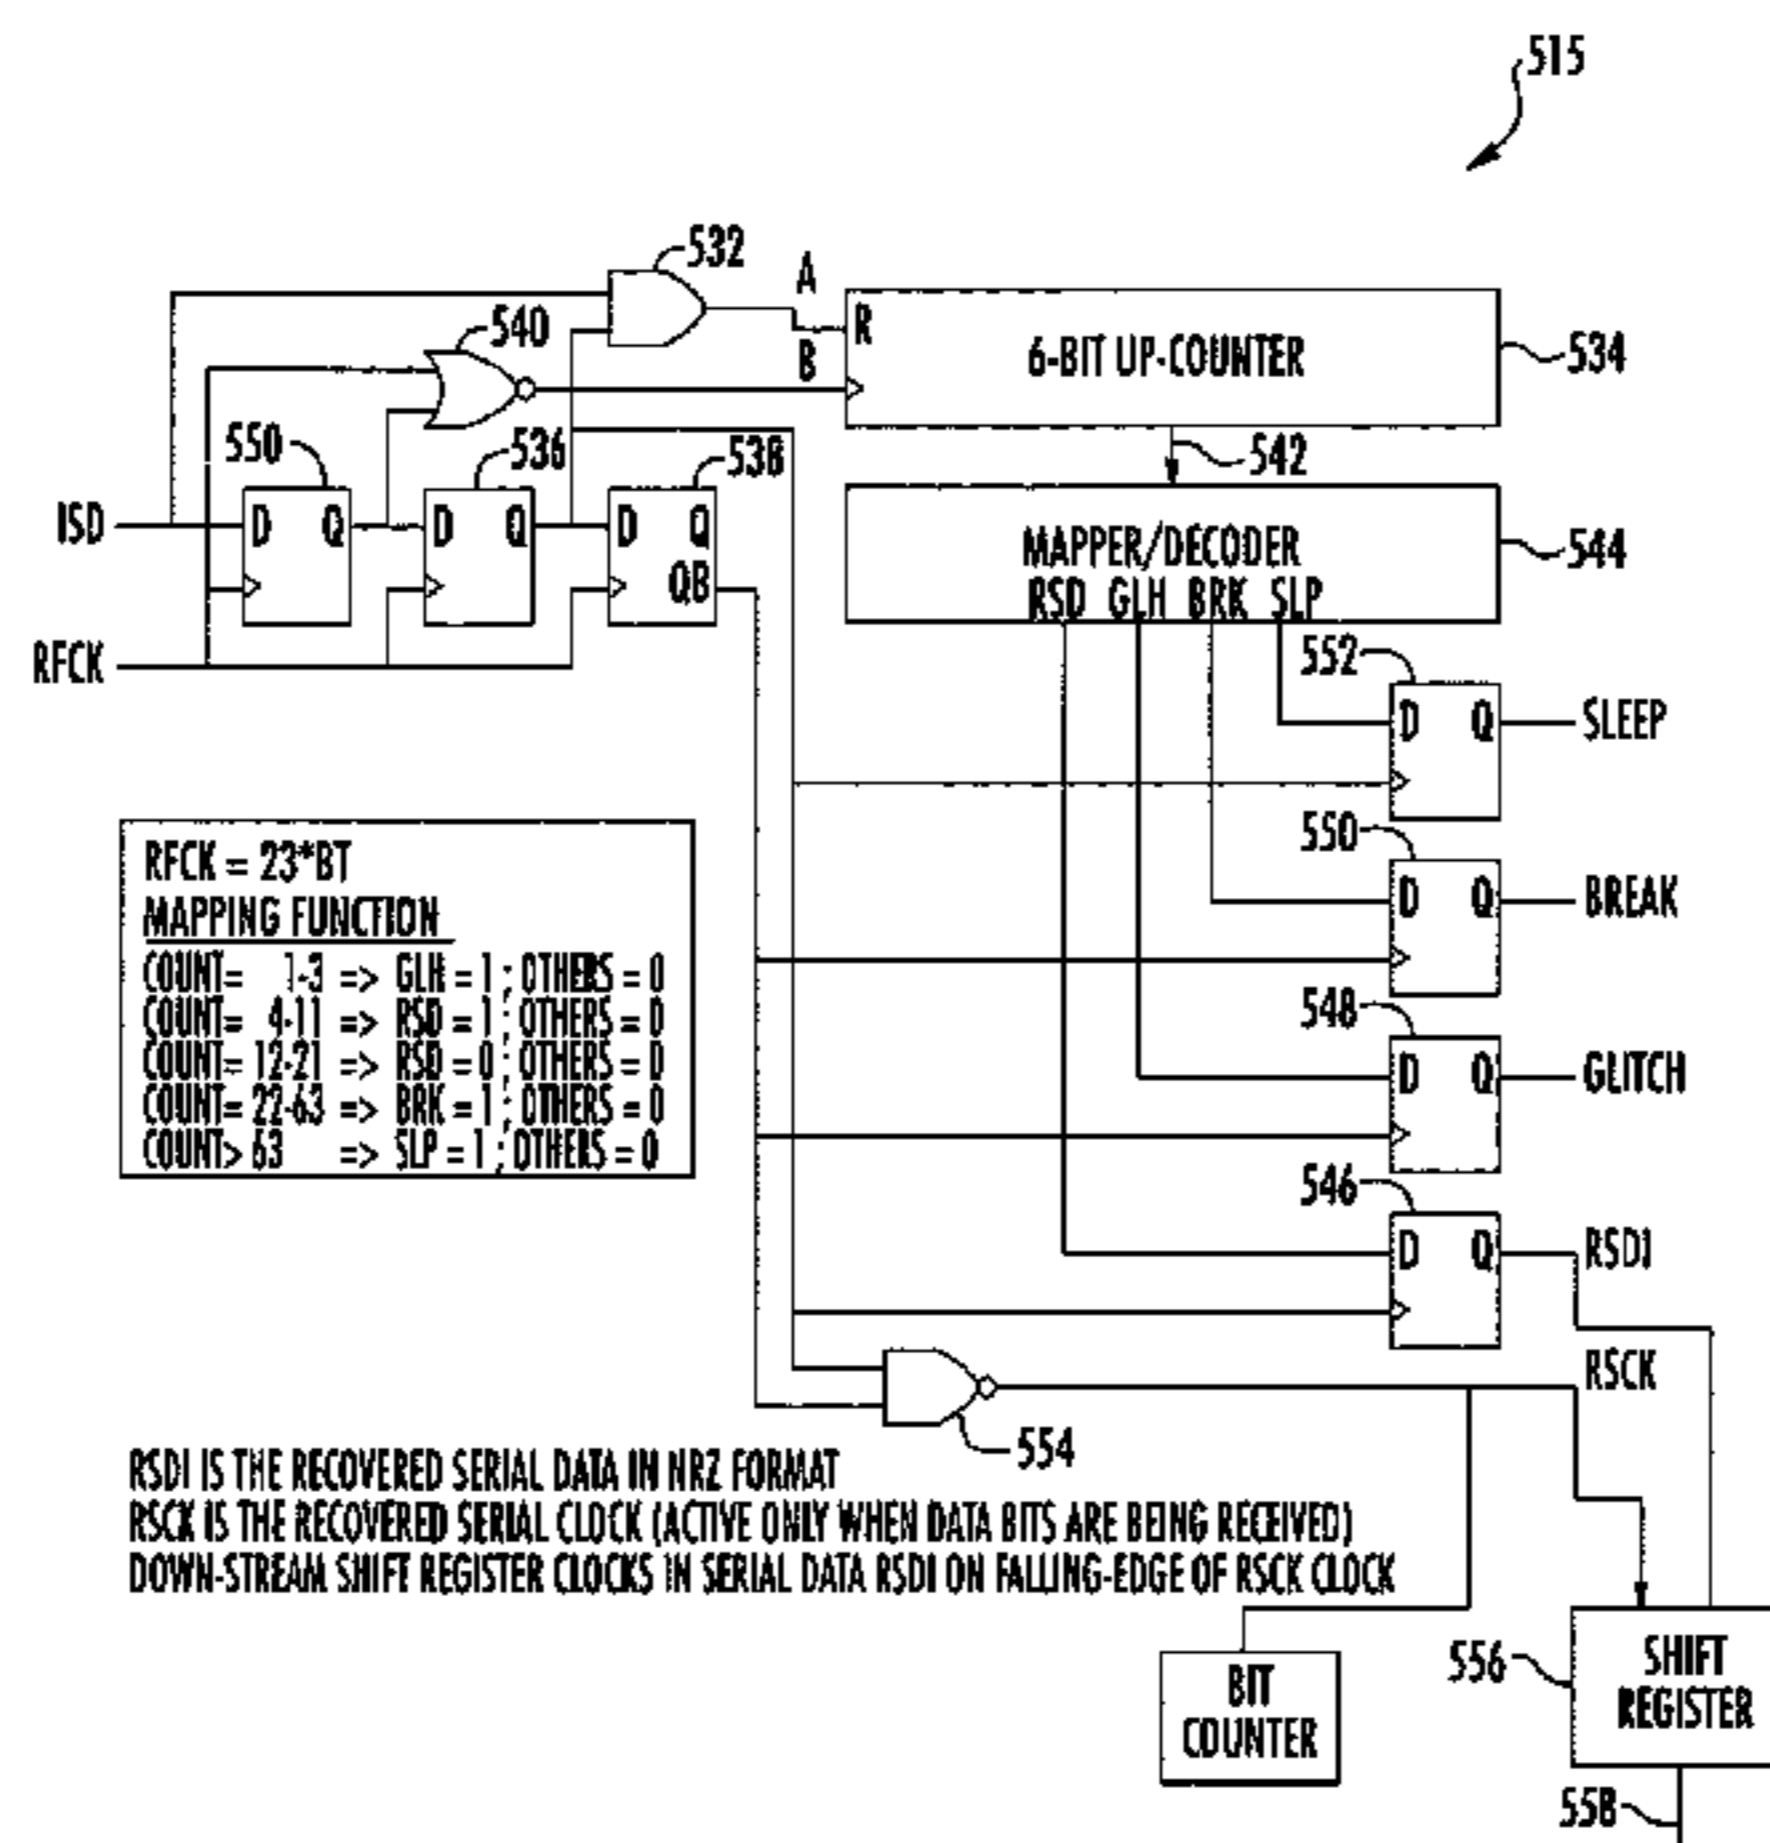 515
532
A
540
R
6-BIT UP-COUNTER
534
B
550
536
538
542
ISD
D Q
D Q
D Q
QB
MAPPER/DECODER
RSD GLH BRK SLP
544
RFCK
552
D Q
SLEEP
550
D Q
BREAK
RFCK = 23*BT
MAPPING FUNCTION
COUNT= 1-3 => GLH = 1 ; OTHERS = 0
COUNT= 4-11 => RSD = 1 ; OTHERS = 0
COUNT= 12-21 => RSD = 0 ; OTHERS = 0
COUNT= 22-63 => BRK = 1 ; OTHERS = 0
COUNT> 63 => SLP = 1 ; OTHERS = 0
548
D Q
GLITCH
546
D Q
RSDI
RSCK
554
RSDI IS THE RECOVERED SERIAL DATA IN NRZ FORMAT
RSCK IS THE RECOVERED SERIAL CLOCK (ACTIVE ONLY WHEN DATA BITS ARE BEING RECEIVED)
DOWN-STREAM SHIFT REGISTER CLOCKS IN SERIAL DATA RSDI ON FALLING-EDGE OF RSCK CLOCK
BIT
COUNTER
556
SHIFT
REGISTER
558